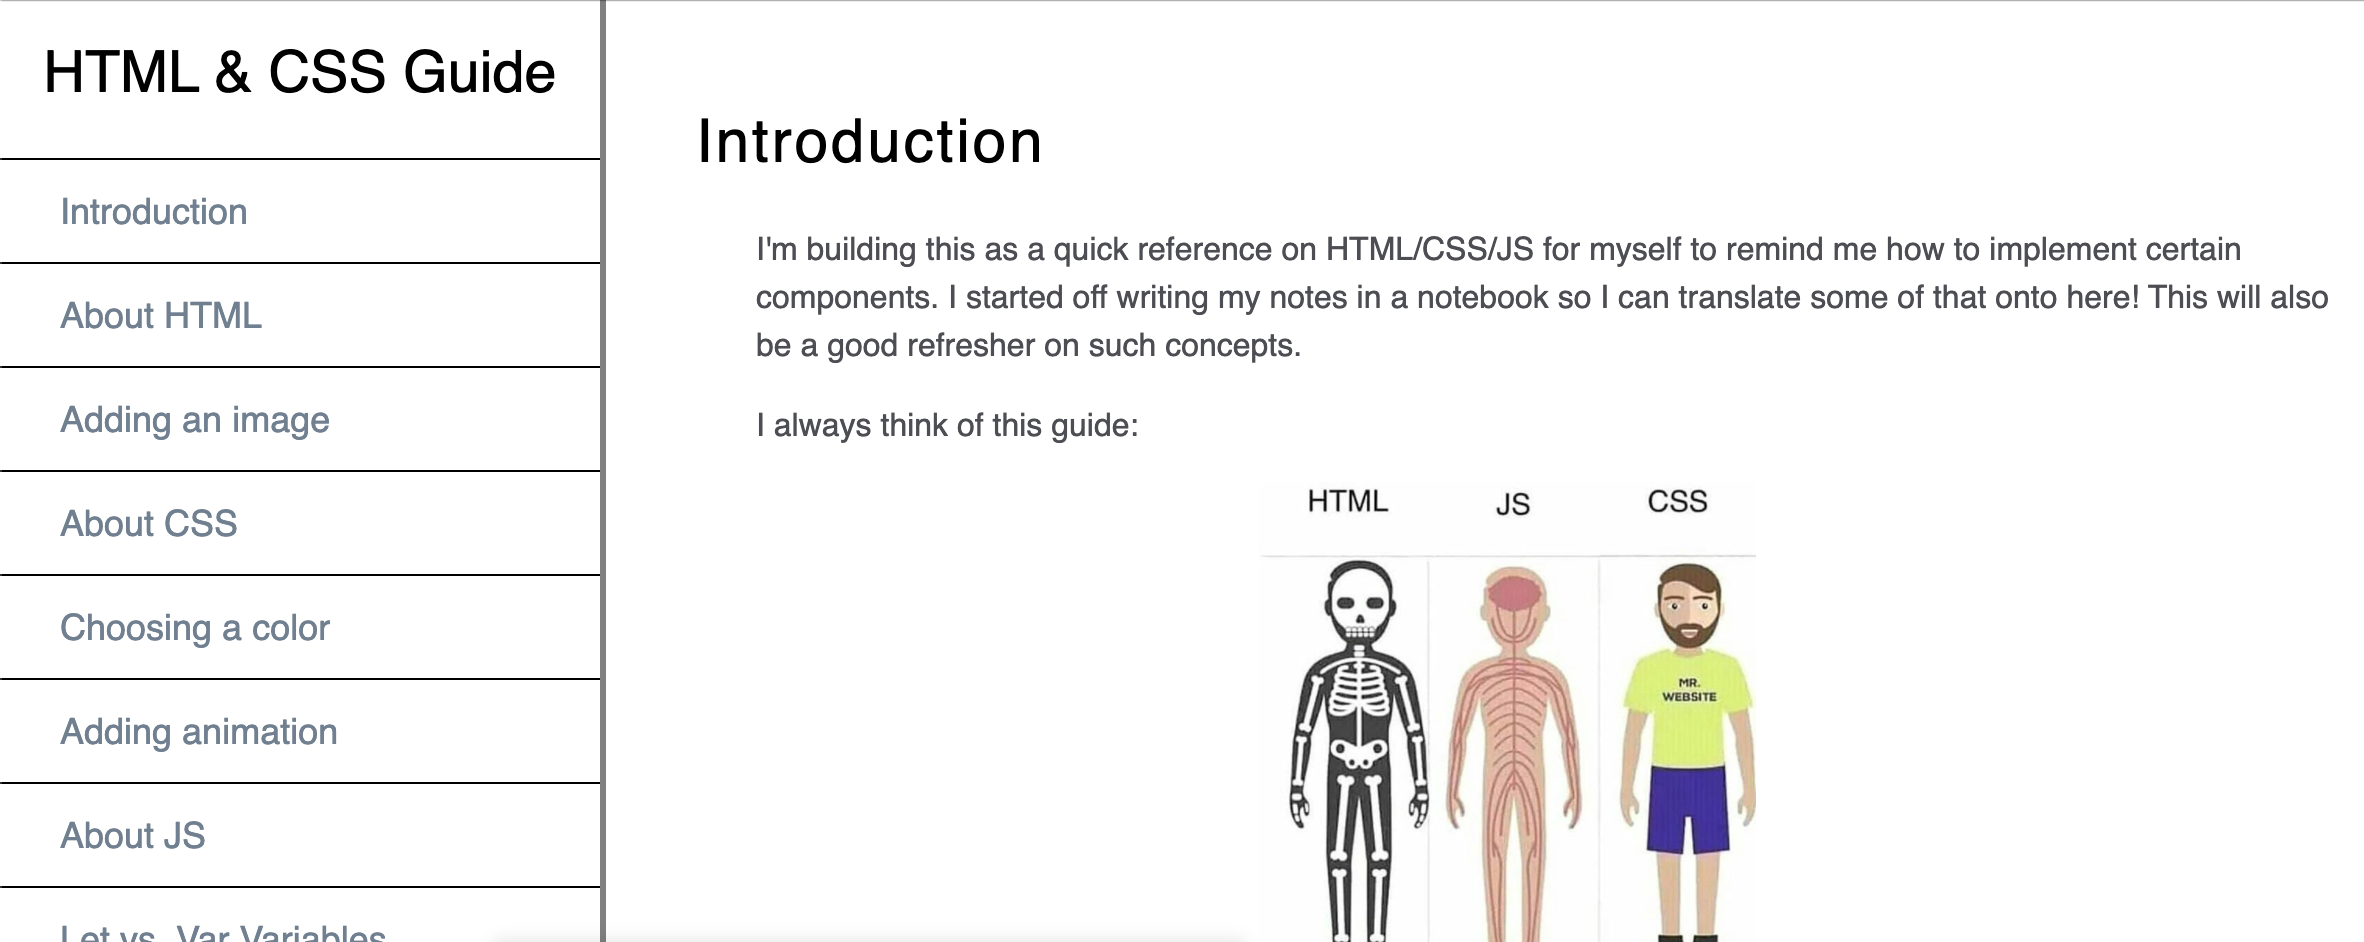 HTML & CSS Guide
Introduction
About HTML
Adding an image
About CSS
Choosing a color
Adding animation
About JS
Let vs. Var Variables
Introduction
I'm building this as a quick reference on HTML/CSS/JS for myself to remind me how to implement certain
components. I started off writing my notes in a notebook so I can translate some of that onto here! This will also
be a good refresher on such concepts.
I always think of this guide:
HTML JS CSS
MR.
WEBSITE